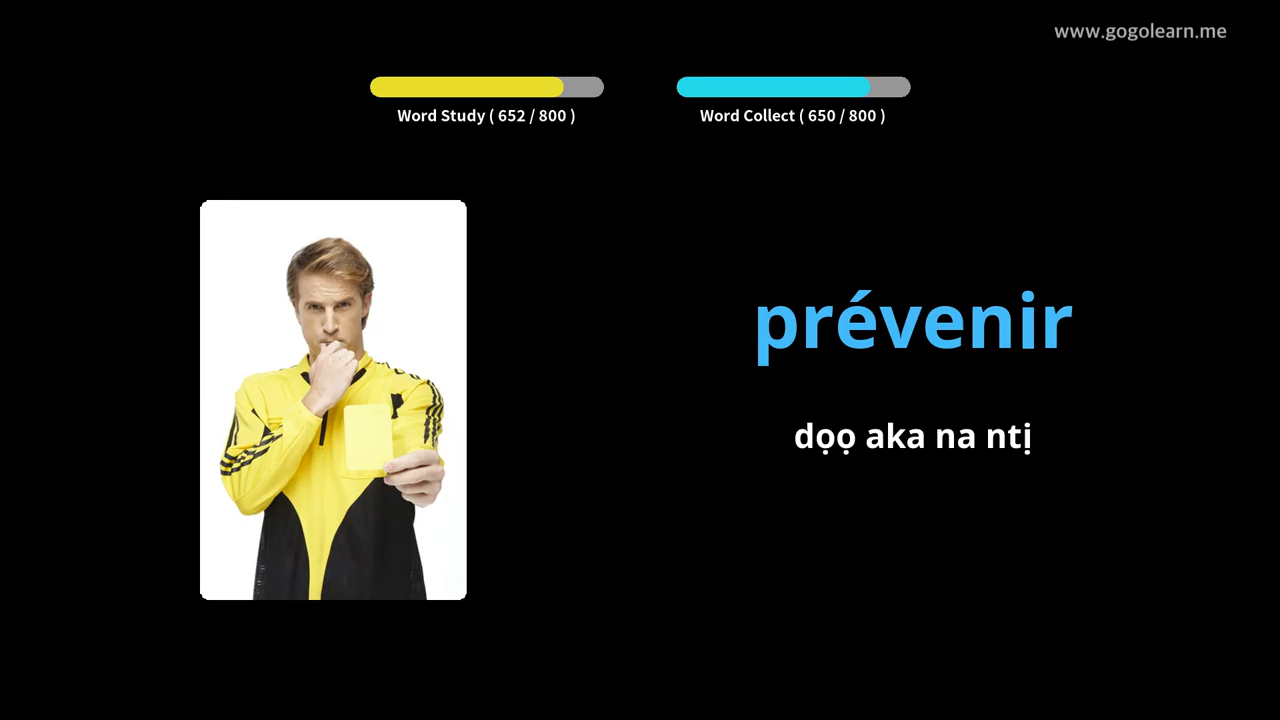 www.gogolearn.me
Word Study ( 652 / 800 )
Word Collect ( 650 / 800 )
prévenir
dọọ aka na ntị